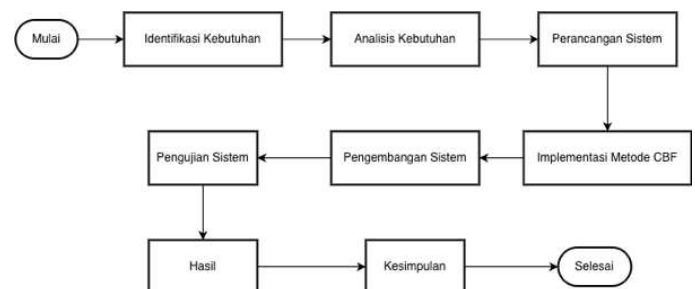 Mulai
Identifikasi Kebutuhan
Analisis Kebutuhan
Perancangan Sistem
Implementasi Metode CBF
Pengembangan Sistem
Pengujian Sistem
Hasil
Kesimpulan
Selesai